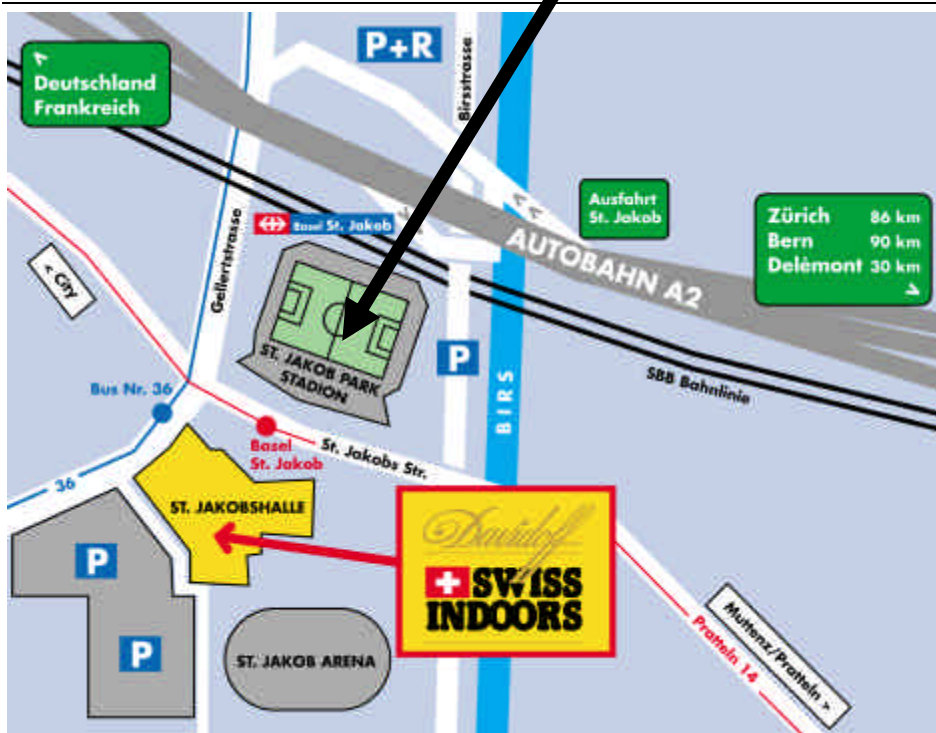 P+R
Deutschland
Frankreich
Birsstrasse
Ausfahrt
St. Jakob
Zürich 86 km
Bern 90 km
Delémont 30 km
Basel St. Jakob
AUTOBAHN A2
Gellertstrasse
< City
ST. JAKOB PARK
STADION
P
BIRS
SBB Bahnlinie
Bus Nr. 36
Basel
St. Jakob
St. Jakobs Str.
36
ST. JAKOBSHALLE
Davidoff
SWISS
INDOORS
P
P
ST. JAKOB ARENA
Muttenz/Pratteln >
Pratteln 14